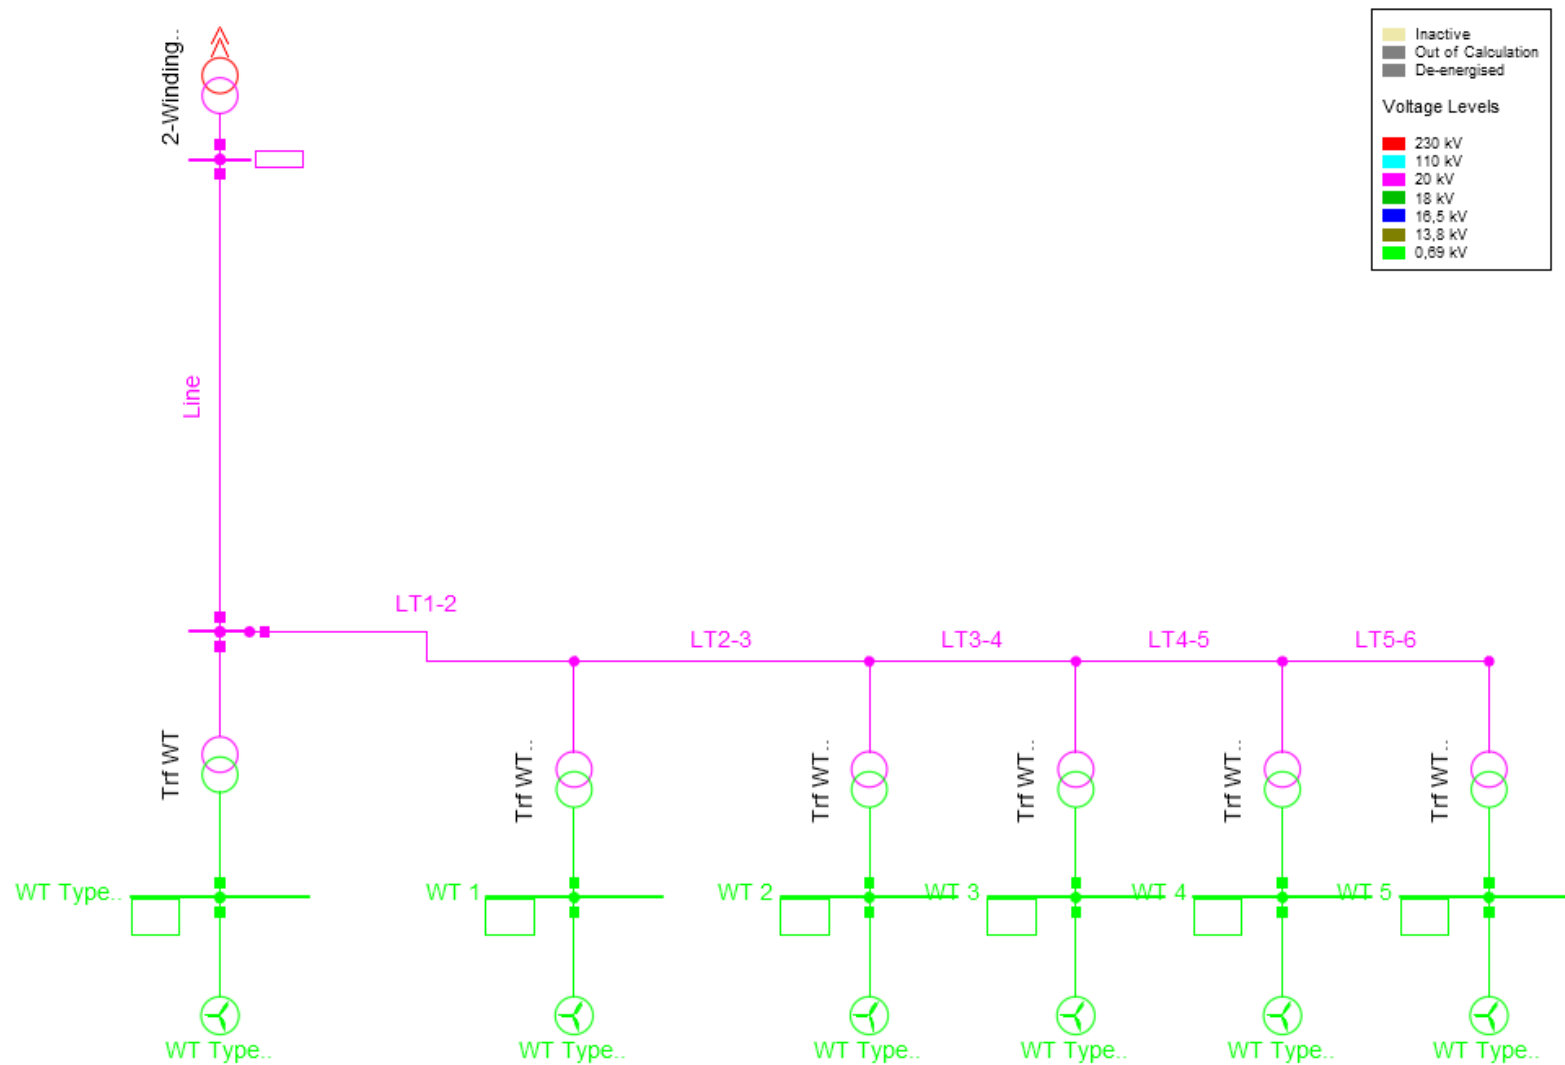 2-Winding..
Inactive
Out of Calculation
De-energised
Voltage Levels
230 kV
110 kV
20 kV
18 kV
16,5 kV
13,8 kV
0,69 kV
Line
LT1-2
LT2-3
LT3-4
LT4-5
LT5-6
Trf WT
Trf WT..
Trf WT..
Trf WT..
Trf WT..
Trf WT..
WT Type..
WT 1
WT 2
WT 3
WT 4
WT 5
WT Type..
WT Type..
WT Type..
WT Type..
WT Type..
WT Type..